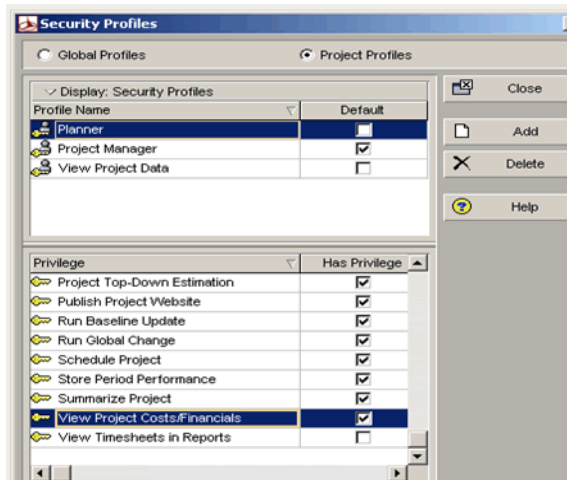 Security Profiles
Global Profiles Project Profiles
Display: Security Profiles
Profile Name Default
Planner
Project Manager
View Project Data
Close
Add
Delete
Help
Privilege Has Privilege
Project Top-Down Estimation
Publish Project Website
Run Baseline Update
Run Global Change
Schedule Project
Store Period Performance
Summarize Project
View Project Costs/Financials
View Timesheets in Reports